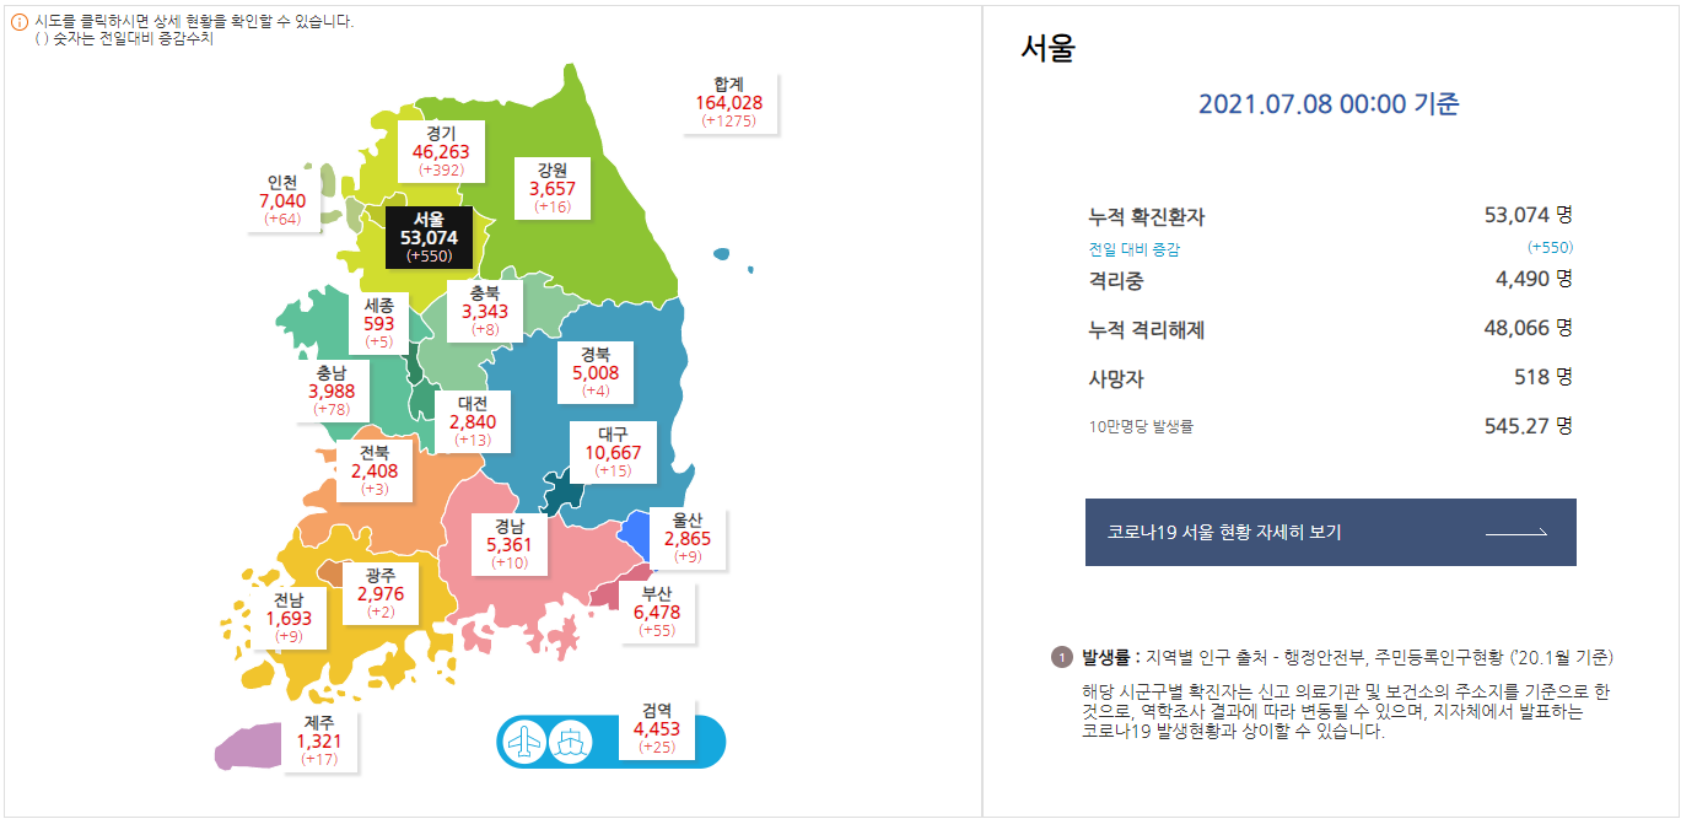 시도를 클릭하시면 상세 현황을 확인할 수 있습니다.
( ) 숫자는 전일대비 증감수치
합계
164,028
(+1275)
경기
46,263
(+392)
강원
3,657
(+16)
인천
7,040
(+64)
서울
53,074
(+550)
세종
593
(+5)
충북
3,343
(+8)
충남
3,988
(+78)
경북
5,008
(+4)
대전
2,840
(+13)
대구
10,667
(+15)
전북
2,408
(+3)
경남
5,361
(+10)
울산
2,865
(+9)
광주
2,976
(+2)
전남
1,693
(+9)
부산
6,478
(+55)
제주
1,321
(+17)
검역
4,453
(+25)
서울
2021.07.08 00:00 기준
누적 확진환자 53,074 명
전일 대비 증감 (+550)
격리중 4,490 명
누적 격리해제 48,066 명
사망자 518 명
10만명당 발생률 545.27 명
코로나19 서울 현황 자세히 보기
1 발생률 : 지역별 인구 출처 - 행정안전부, 주민등록인구현황 ('20.1월 기준)
해당 시군구별 확진자는 신고 의료기관 및 보건소의 주소지를 기준으로 한
것으로, 역학조사 결과에 따라 변동될 수 있으며, 지자체에서 발표하는
코로나19 발생현황과 상이할 수 있습니다.